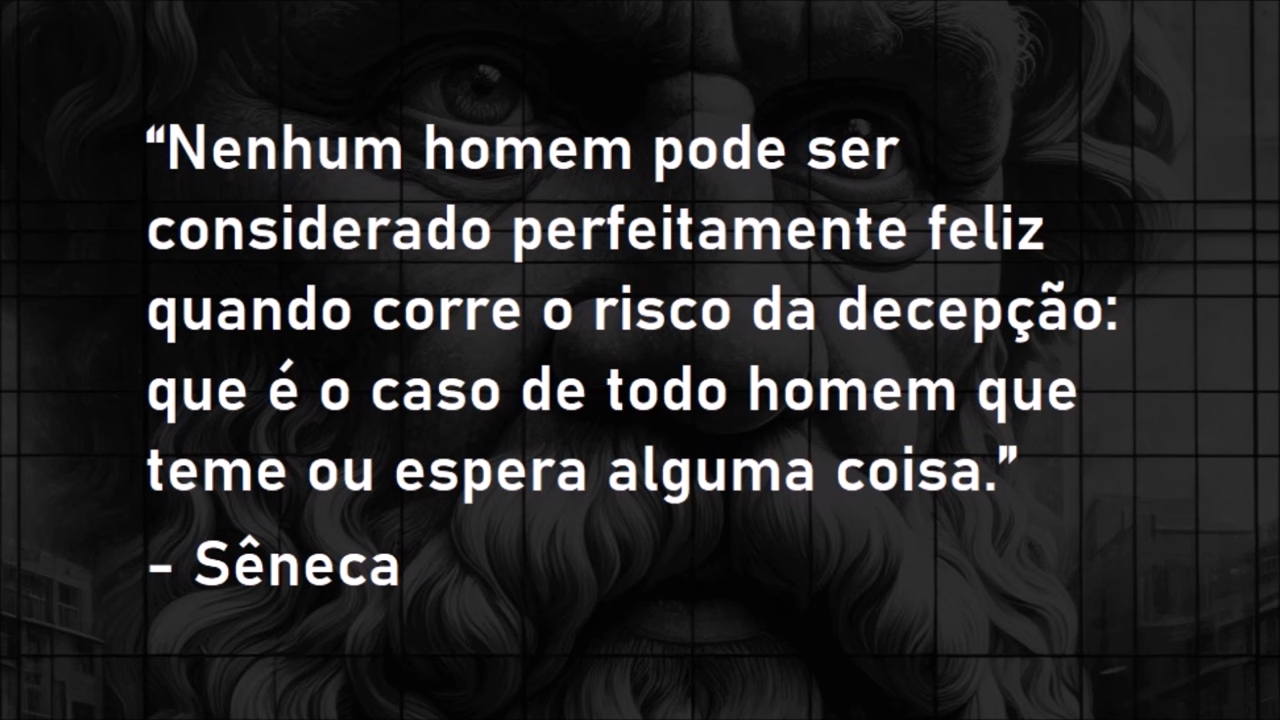 “Nenhum homem pode ser
considerado perfeitamente feliz
quando corre o risco da decepção:
que é o caso de todo homem que
teme ou espera alguma coisa.”
- Sêneca